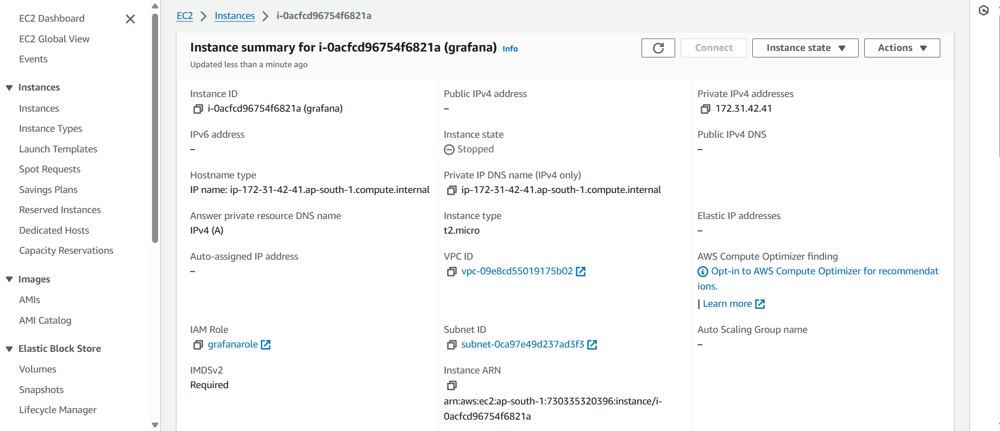 EC2 Dashboard
EC2 Global View
Events
Instances
Instances
Instance Types
Launch Templates
Spot Requests
Savings Plans
Reserved Instances
Dedicated Hosts
Capacity Reservations
Images
AMIs
AMI Catalog
Elastic Block Store
Volumes
Snapshots
Lifecycle Manager
EC2 > Instances > i-0acfcd96754f6821a
Instance summary for i-0acfcd96754f6821a (grafana) Info
Updated less than a minute ago
Connect
Instance state
Actions
Instance ID
i-0acfcd96754f6821a (grafana)
Public IPv4 address
–
Private IPv4 addresses
172.31.42.41
IPv6 address
–
Instance state
Stopped
Public IPv4 DNS
–
Hostname type
IP name: ip-172-31-42-41.ap-south-1.compute.internal
Private IP DNS name (IPv4 only)
ip-172-31-42-41.ap-south-1.compute.internal
Answer private resource DNS name
IPv4 (A)
Instance type
t2.micro
Elastic IP addresses
–
Auto-assigned IP address
–
VPC ID
vpc-09e8cd55019175b02
AWS Compute Optimizer finding
Opt-in to AWS Compute Optimizer for recommendat
ions.
| Learn more
IAM Role
grafanarole
Subnet ID
subnet-0ca97e49d237ad3f3
Auto Scaling Group name
–
IMDSv2
Required
Instance ARN
arn:aws:ec2:ap-south-1:730335320396:instance/i-
0acfcd96754f6821a